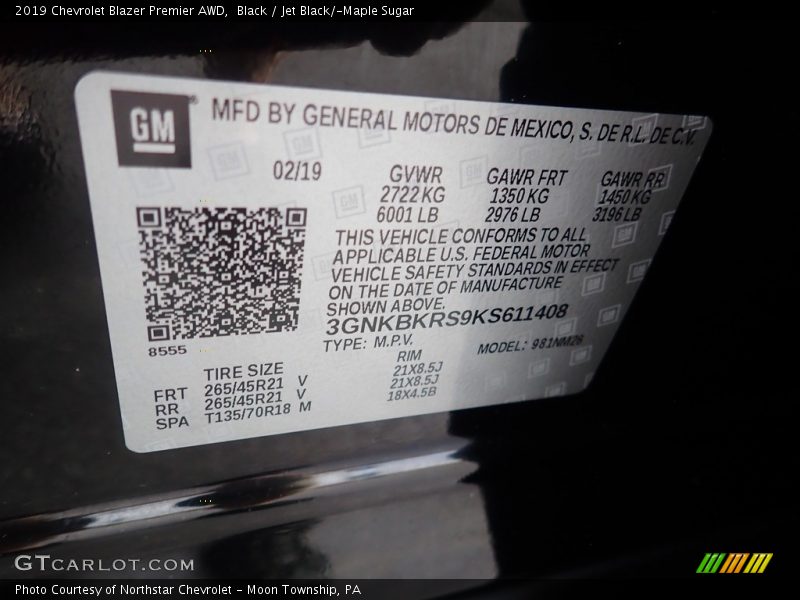 2019 Chevrolet Blazer Premier AWD,  Black / Jet Black/­Maple Sugar
GM
MFD BY GENERAL MOTORS DE MEXICO, S. DE R.L. DE C.V.
02/19
GVWR GAWR FRT GAWR RR
2722 KG 1350 KG 1450 KG
6001 LB 2976 LB 3196 LB
THIS VEHICLE CONFORMS TO ALL
APPLICABLE U.S. FEDERAL MOTOR
VEHICLE SAFETY STANDARDS IN EFFECT
ON THE DATE OF MANUFACTURE
SHOWN ABOVE.
3GNKBKRS9KS611408
TYPE: M.P.V. MODEL: 981NM26
8555
TIRE SIZE RIM
FRT 265/45R21 V 21X8.5J
RR 265/45R21 V 21X8.5J
SPA T135/70R18 M 18X4.5B
GTCARLOT.COM
Photo Courtesy of Northstar Chevrolet - Moon Township, PA